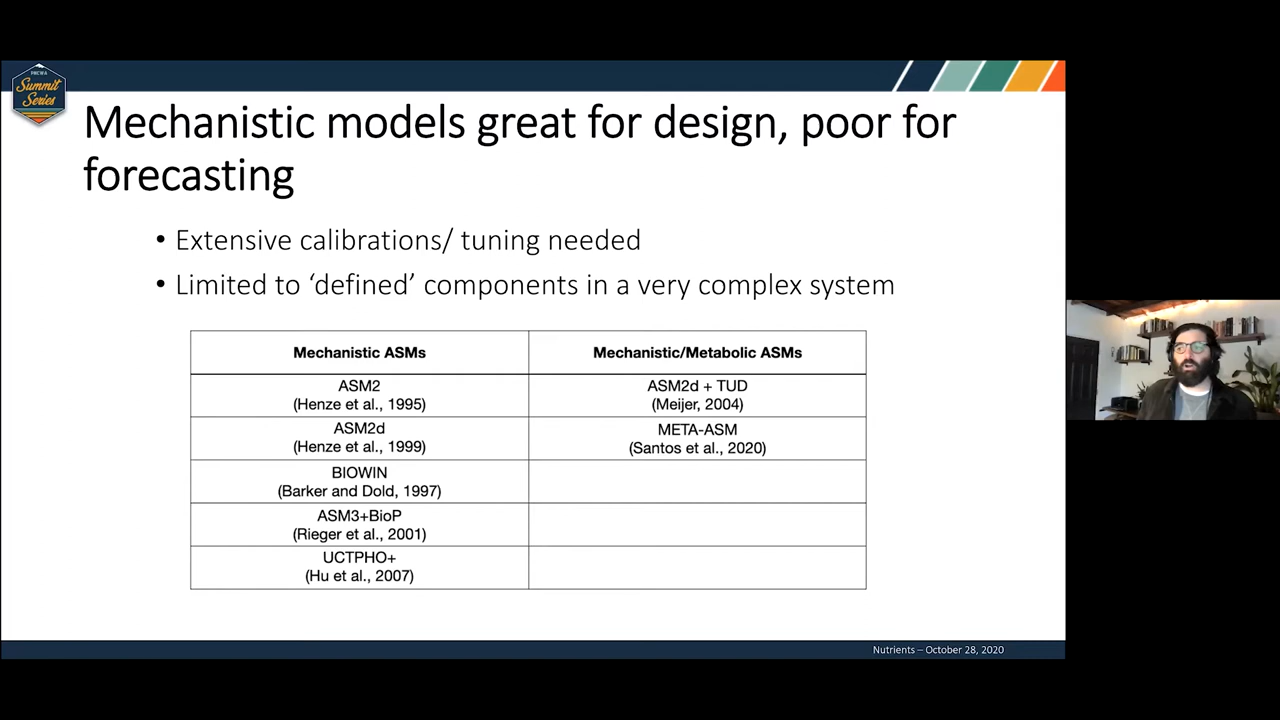 PNCWA
Summit
Series
Mechanistic models great for design, poor for
forecasting
• Extensive calibrations/ tuning needed
• Limited to ‘defined’ components in a very complex system
Mechanistic ASMs
Mechanistic/Metabolic ASMs
ASM2
(Henze et al., 1995)
ASM2d + TUD
(Meijer, 2004)
ASM2d
(Henze et al., 1999)
META-ASM
(Santos et al., 2020)
BIOWIN
(Barker and Dold, 1997)
ASM3+BioP
(Rieger et al., 2001)
UCTPHO+
(Hu et al., 2007)
Nutrients – October 28, 2020